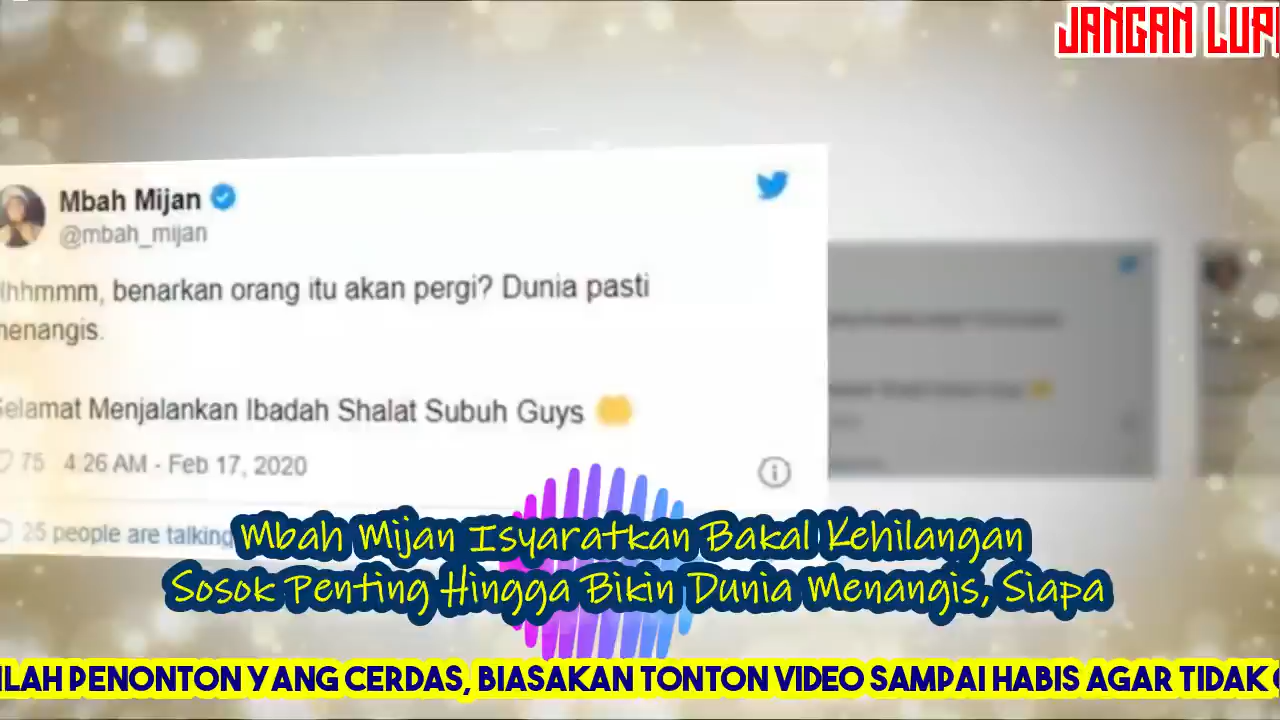 JANGAN LUP
Mbah Mijan
@mbah_mijan
hhmmm, benarkan orang itu akan pergi? Dunia pasti
menangis.
Selamat Menjalankan Ibadah Shalat Subuh Guys
75 4:26 AM - Feb 17, 2020
25 people are talking
Mbah Mijan Isyaratkan Bakal Kehilangan
Sosok Penting Hingga Bikin Dunia Menangis, Siapa
ILAH PENONTON YANG CERDAS, BIASAKAN TONTON VIDEO SAMPAI HABIS AGAR TIDAK